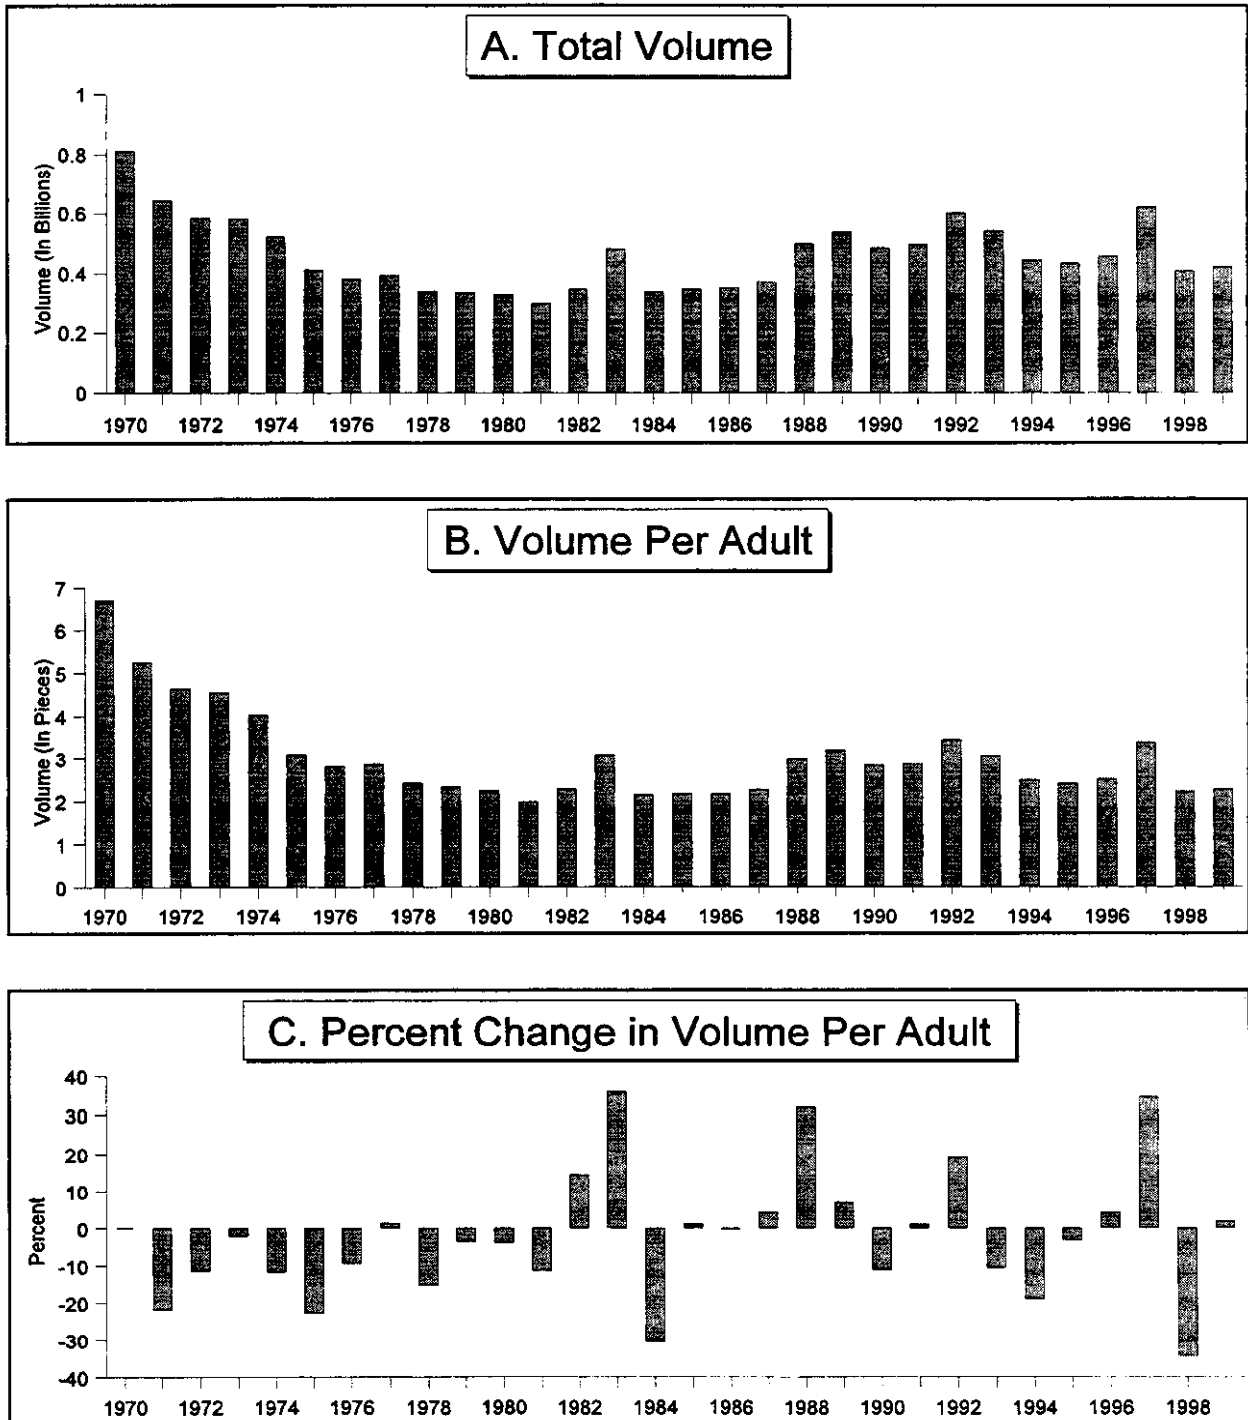 A. Total Volume
Volume (In Billions)
1
0.8
0.6
0.4
0.2
0
1970 1972 1974 1976 1978 1980 1982 1984 1986 1988 1990 1992 1994 1996 1998
B. Volume Per Adult
Volume (In Pieces)
7
6
5
4
3
2
1
0
1970 1972 1974 1976 1978 1980 1982 1984 1986 1988 1990 1992 1994 1996 1998
C. Percent Change in Volume Per Adult
Percent
40
30
20
10
0
-10
-20
-30
-40
1970 1972 1974 1976 1978 1980 1982 1984 1986 1988 1990 1992 1994 1996 1998